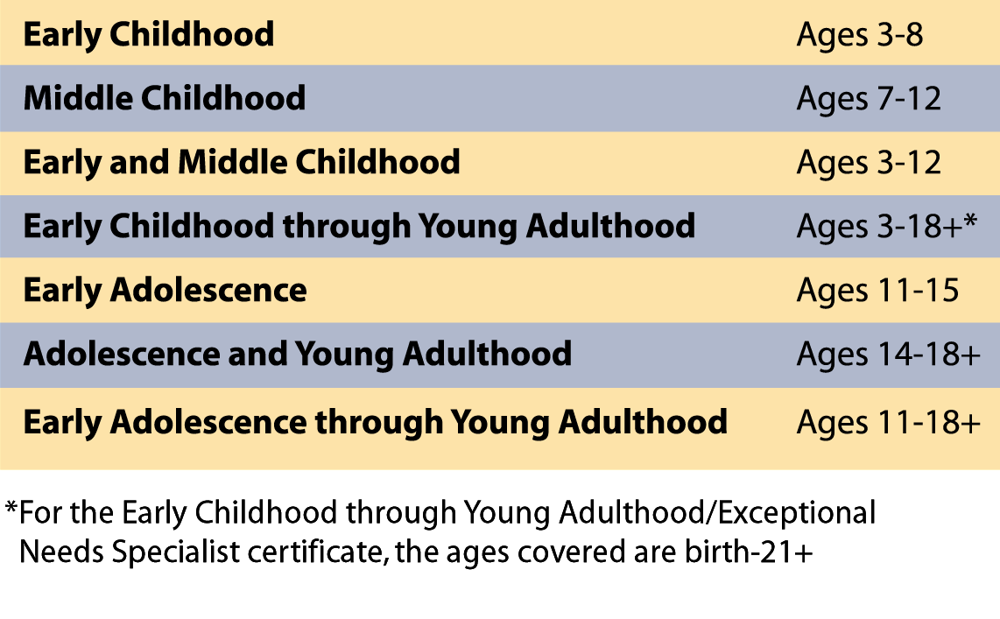 Early Childhood Ages 3-8
Middle Childhood Ages 7-12
Early and Middle Childhood Ages 3-12
Early Childhood through Young Adulthood Ages 3-18+*
Early Adolescence Ages 11-15
Adolescence and Young Adulthood Ages 14-18+
Early Adolescence through Young Adulthood Ages 11-18+
*For the Early Childhood through Young Adulthood/Exceptional
Needs Specialist certificate, the ages covered are birth-21+